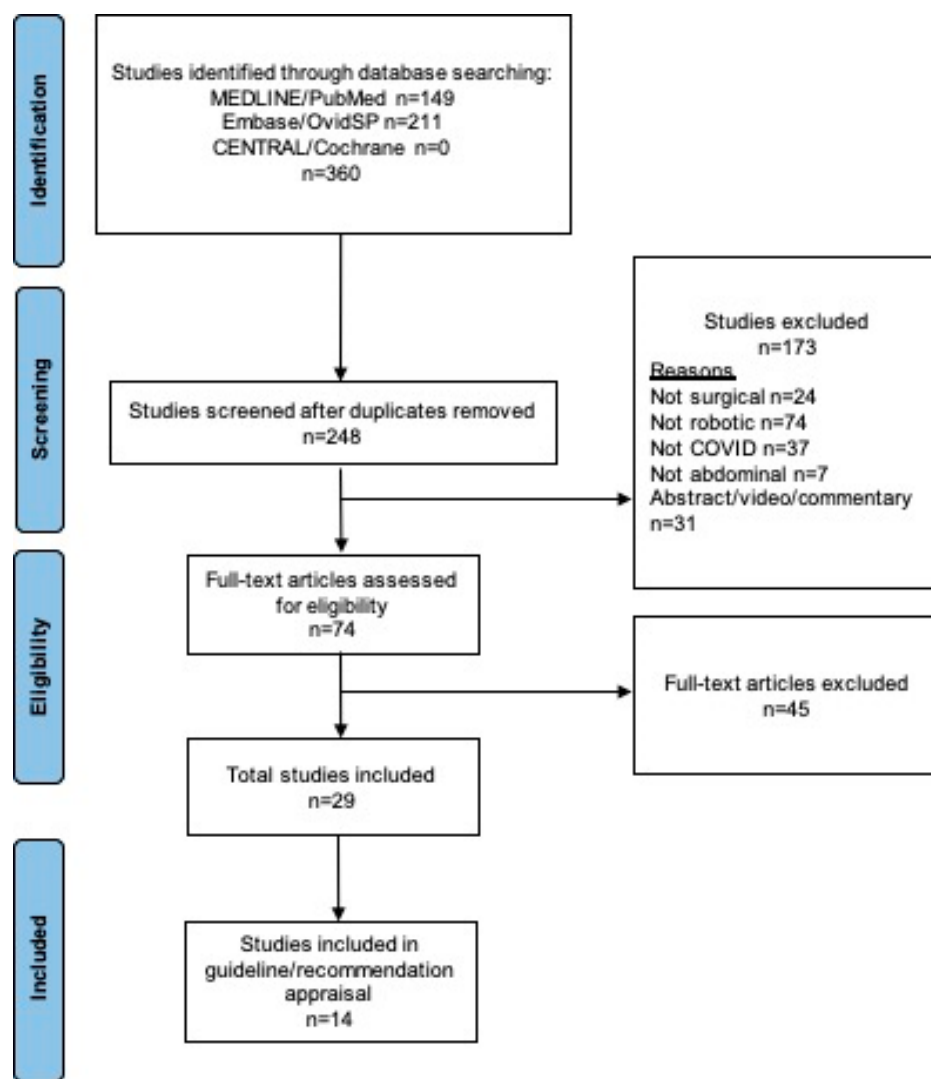 Identification
Studies identified through database searching:
MEDLINE/PubMed n=149
Embase/OvidSP n=211
CENTRAL/Cochrane n=0
n=360
Screening
Studies screened after duplicates removed
n=248
Studies excluded
n=173
Reasons
Not surgical n=24
Not robotic n=74
Not COVID n=37
Not abdominal n=7
Abstract/video/commentary
n=31
Eligibility
Full-text articles assessed
for eligibility
n=74
Full-text articles excluded
n=45
Total studies included
n=29
Included
Studies included in
guideline/recommendation
appraisal
n=14